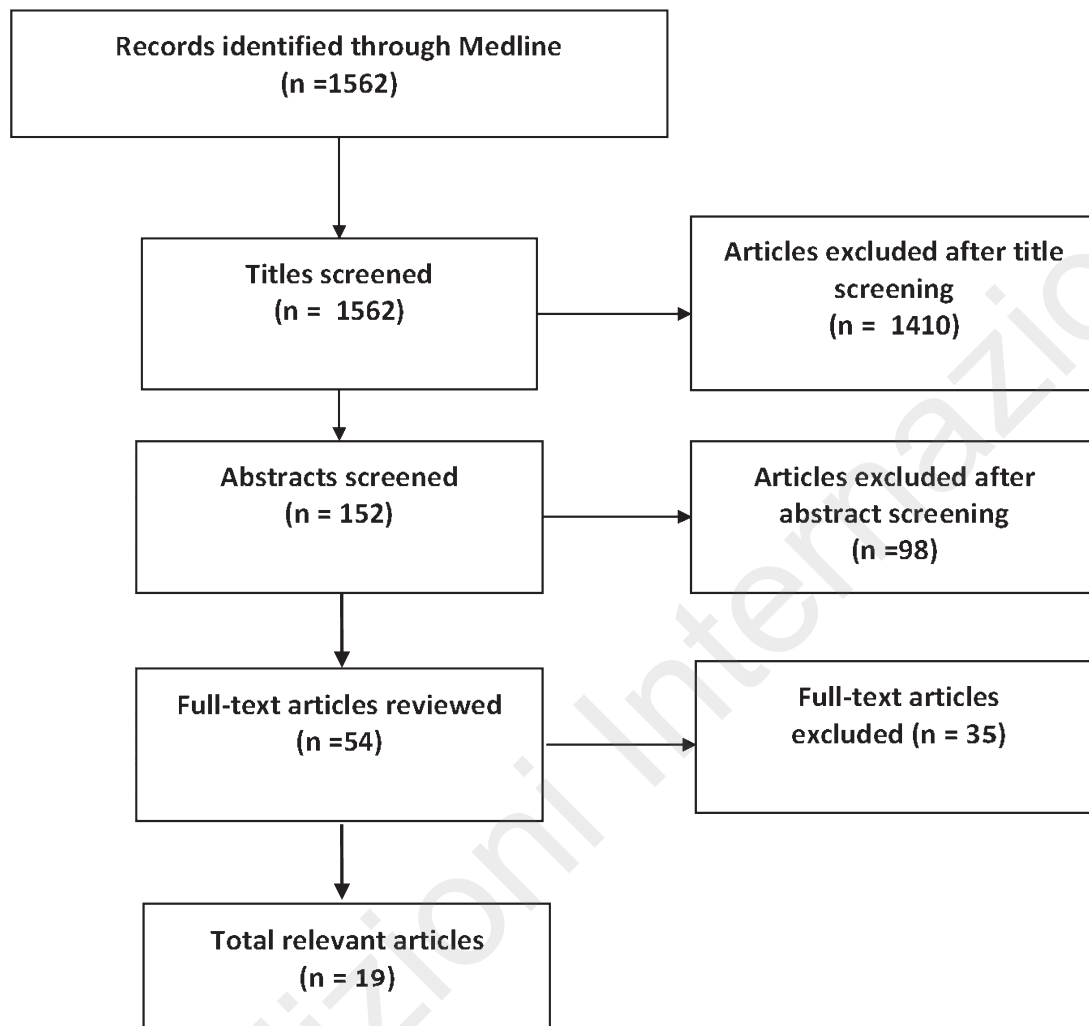 Records identified through Medline
(n =1562)
Titles screened
(n = 1562)
Articles excluded after title
screening
(n = 1410)
Abstracts screened
(n = 152)
Articles excluded after
abstract screening
(n =98)
Full-text articles reviewed
(n =54)
Full-text articles
excluded (n = 35)
Total relevant articles
(n = 19)